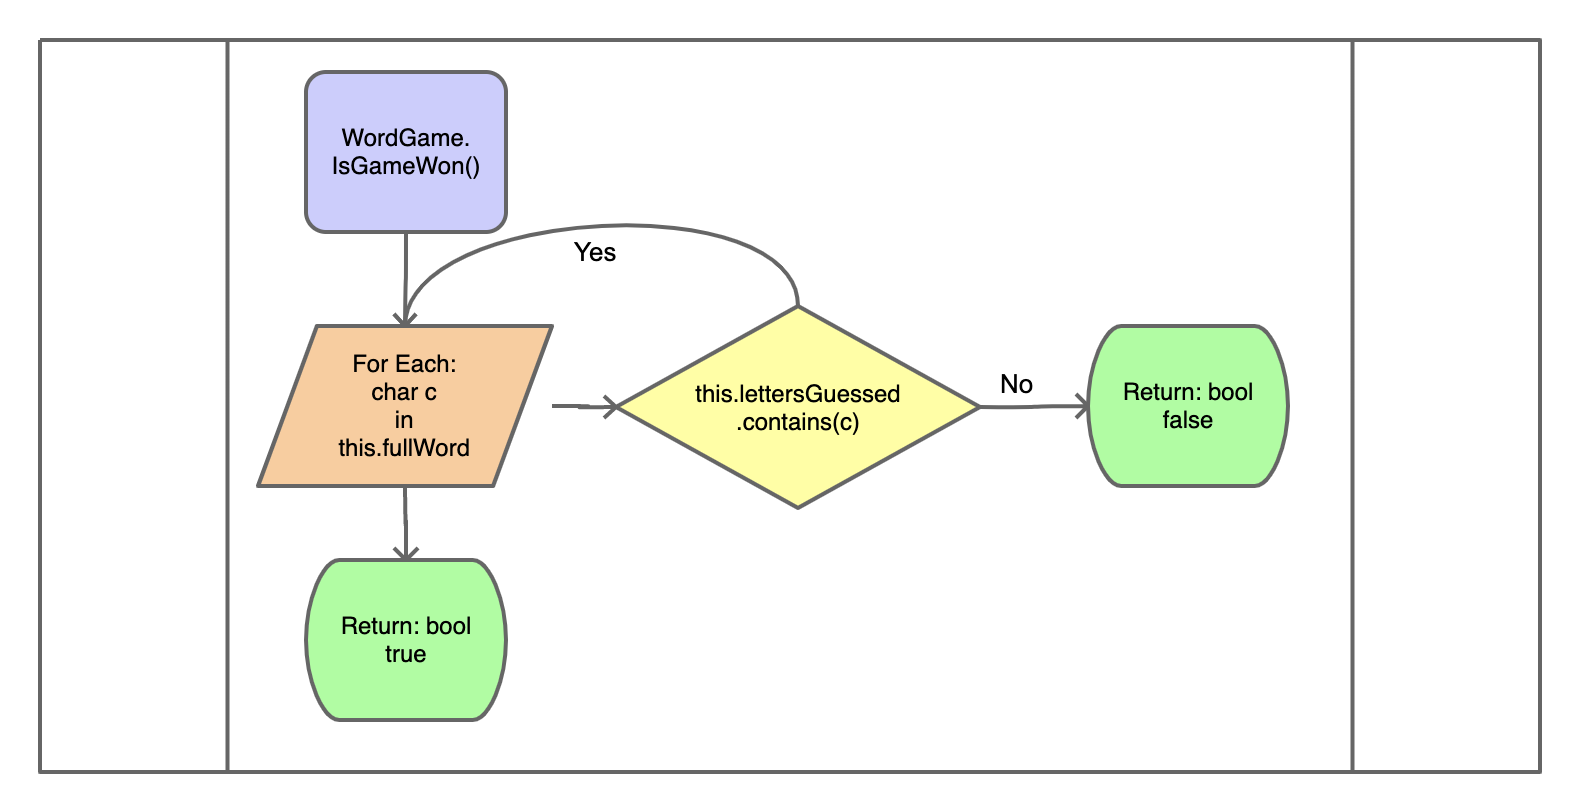 WordGame.
IsGameWon()
Yes
For Each:
char c
in
this.fullWord
this.lettersGuessed
.contains(c)
No
Return: bool
false
Return: bool
true